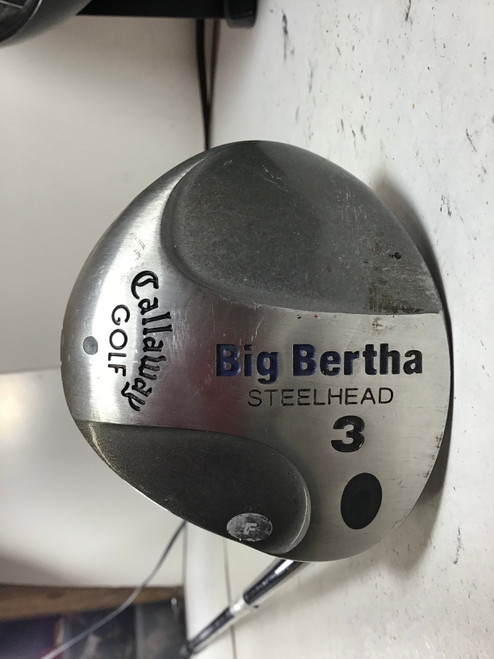 Callaway
GOLF
Big Bertha
STEELHEAD
3
F